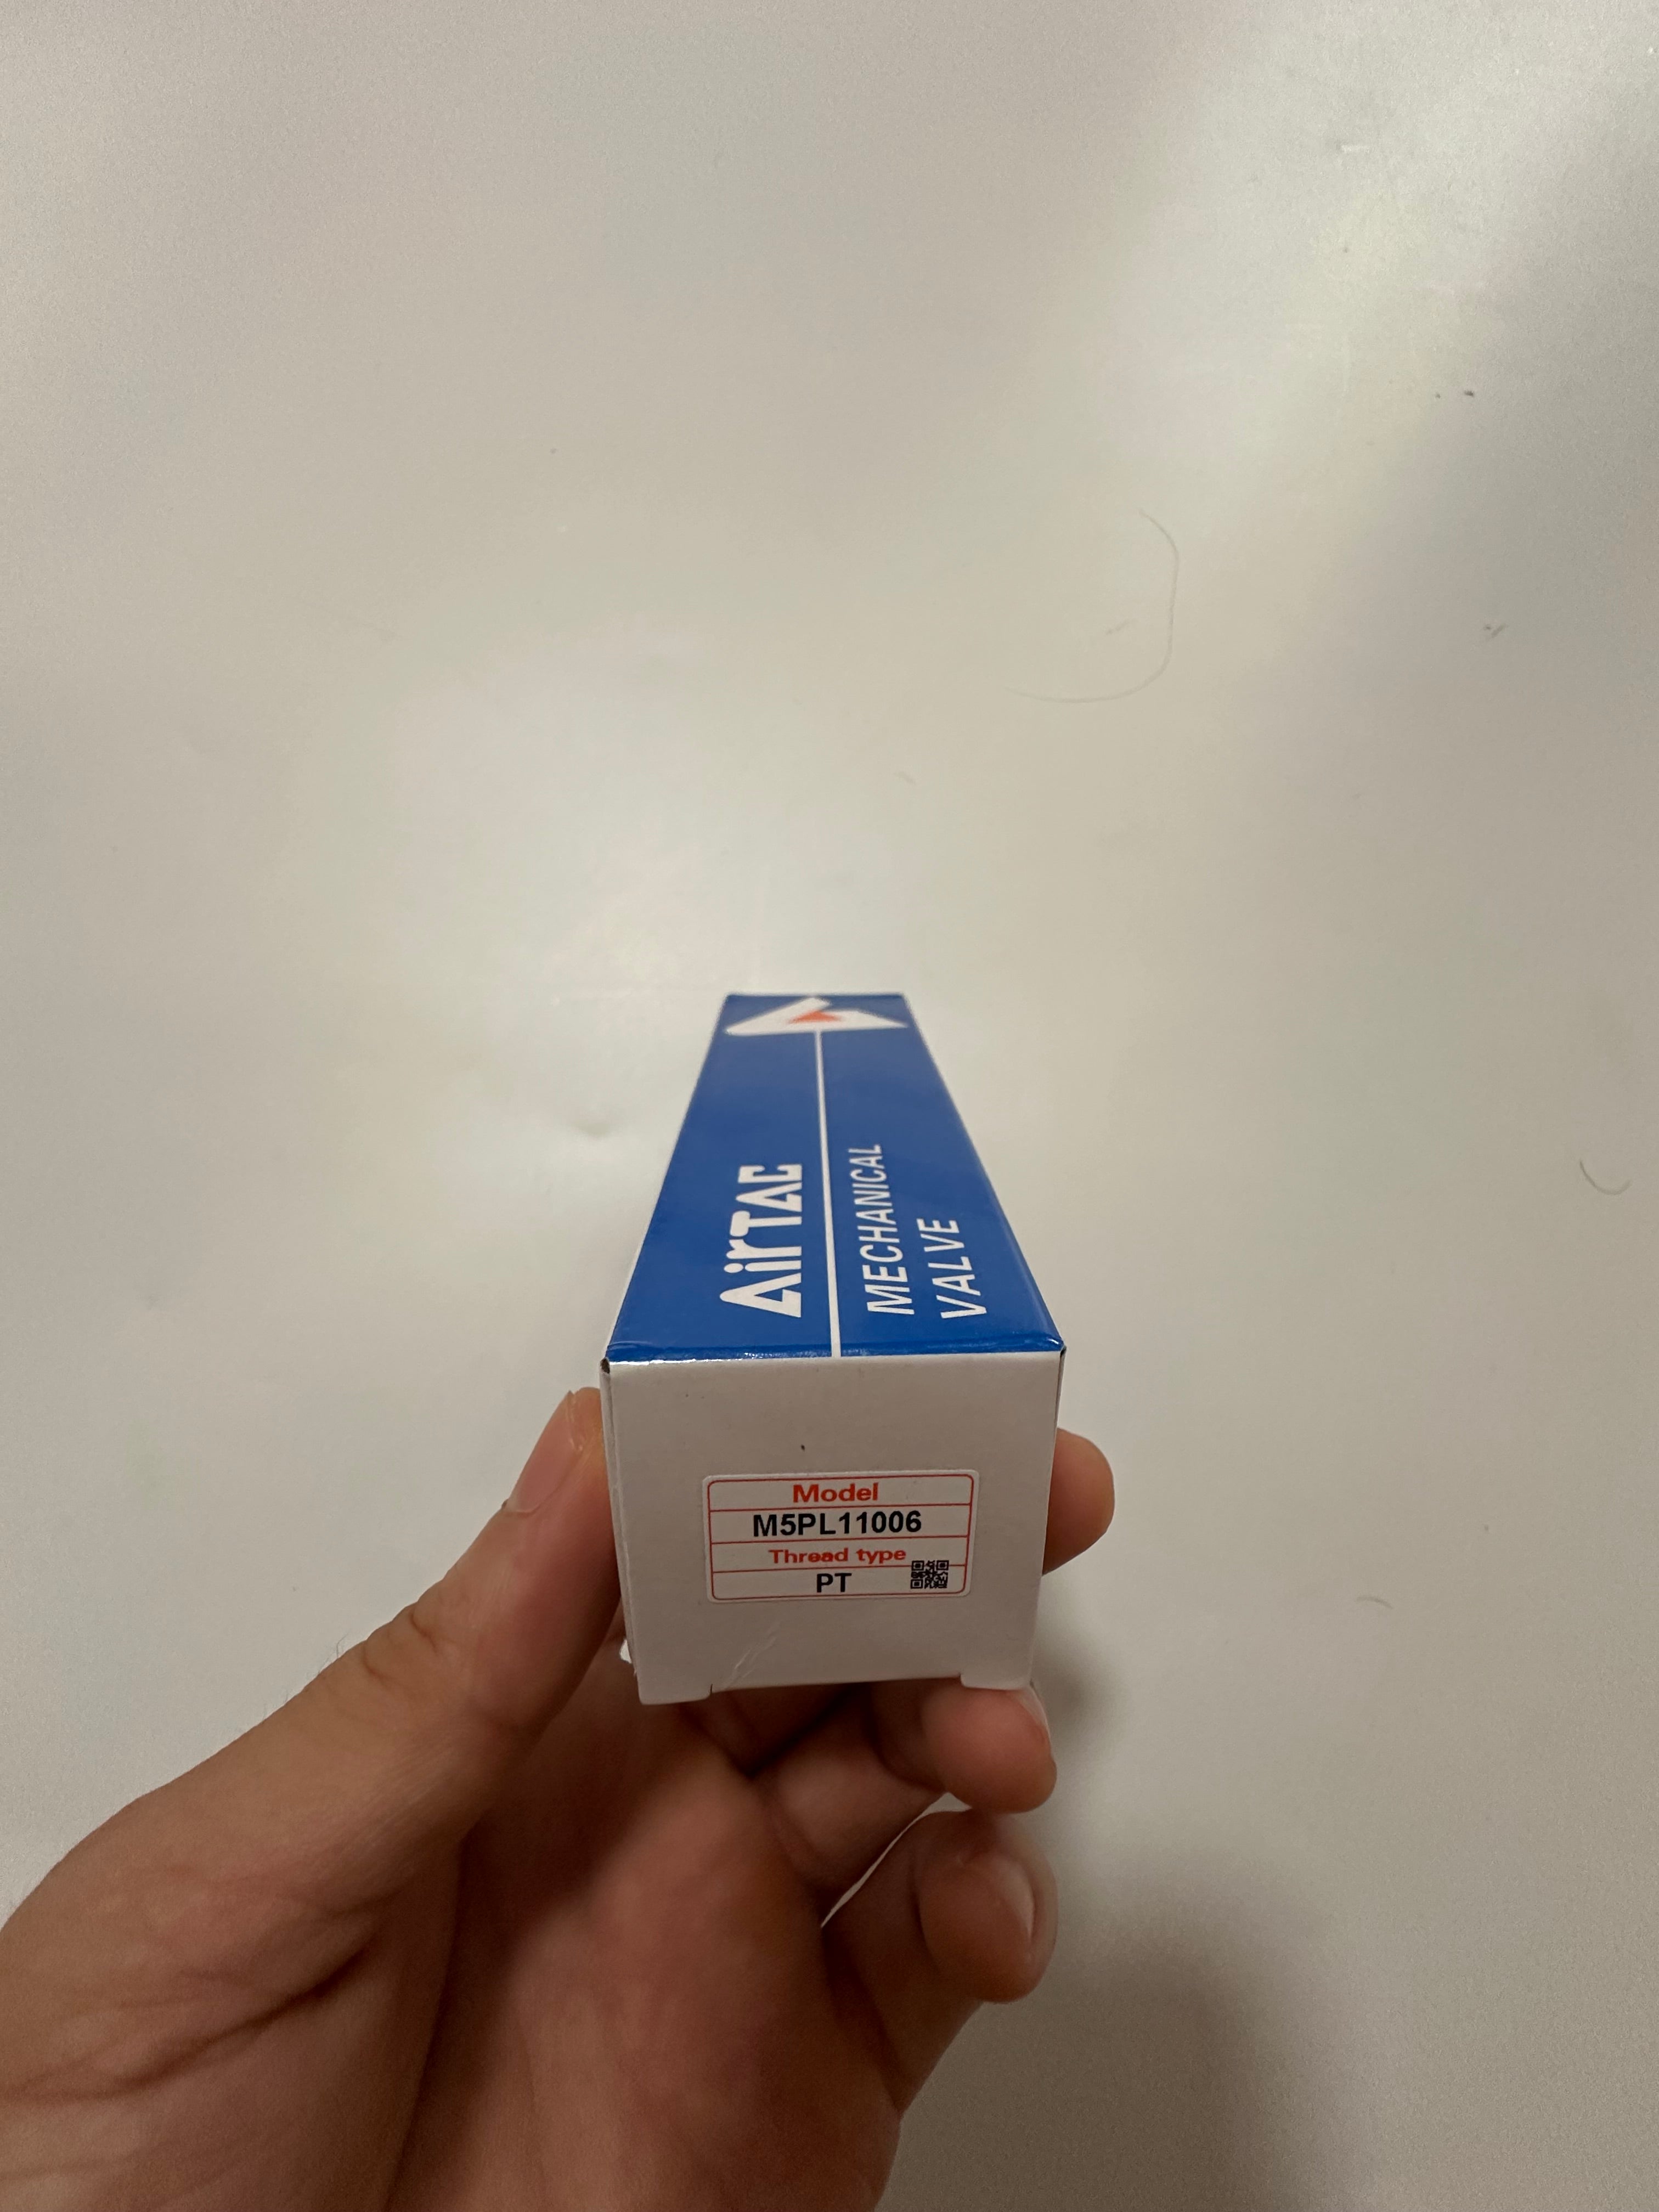 AirTAC
MECHANICAL
VALVE
Model
M5PL11006
Thread type
PT